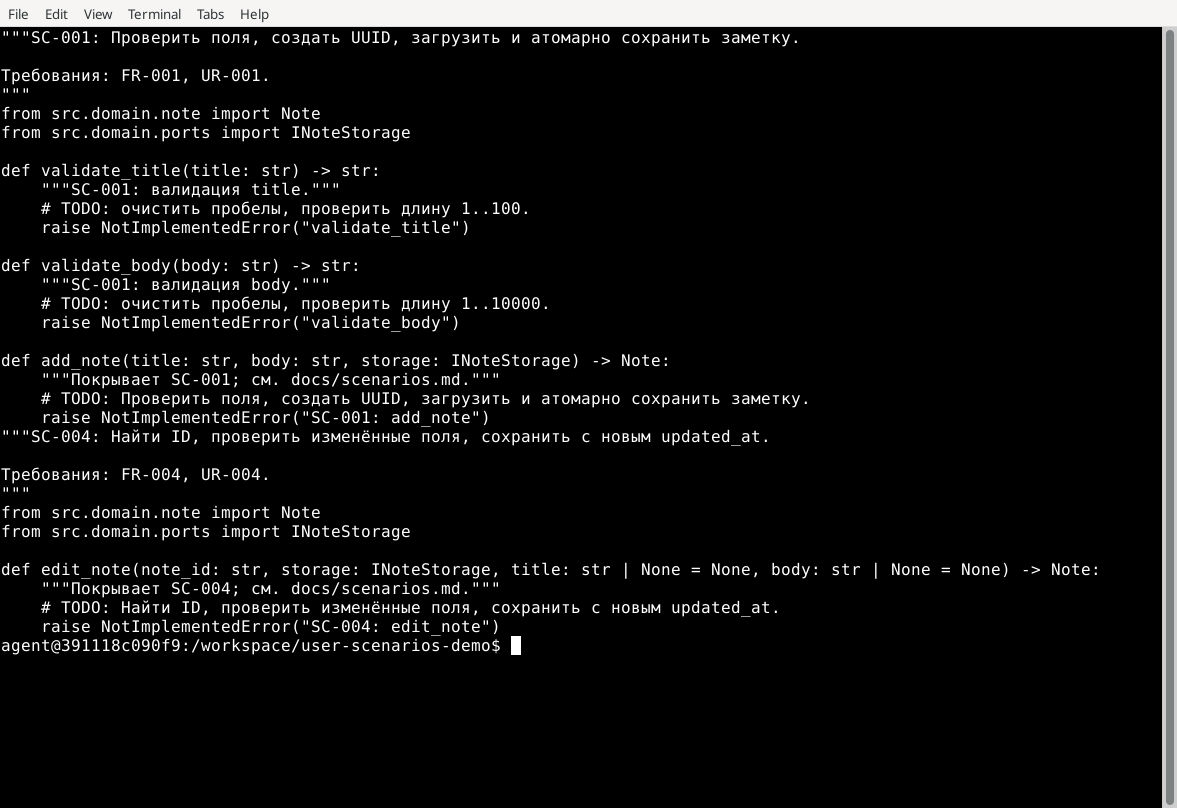 File Edit View Terminal Tabs Help
"""SC-001: Проверить поля, создать UUID, загрузить и атомарно сохранить заметку.
Требования: FR-001, UR-001.
"""
from src.domain.note import Note
from src.domain.ports import INoteStorage
def validate_title(title: str) -> str:
    """SC-001: валидация title."""
    # TODO: очистить пробелы, проверить длину 1..100.
    raise NotImplementedError("validate_title")
def validate_body(body: str) -> str:
    """SC-001: валидация body."""
    # TODO: очистить пробелы, проверить длину 1..10000.
    raise NotImplementedError("validate_body")
def add_note(title: str, body: str, storage: INoteStorage) -> Note:
    """Покрывает SC-001; см. docs/scenarios.md."""
    # TODO: Проверить поля, создать UUID, загрузить и атомарно сохранить заметку.
    raise NotImplementedError("SC-001: add_note")
"""SC-004: Найти ID, проверить изменённые поля, сохранить с новым updated_at.
Требования: FR-004, UR-004.
"""
from src.domain.note import Note
from src.domain.ports import INoteStorage
def edit_note(note_id: str, storage: INoteStorage, title: str | None = None, body: str | None = None) -> Note:
    """Покрывает SC-004; см. docs/scenarios.md."""
    # TODO: Найти ID, проверить изменённые поля, сохранить с новым updated_at.
    raise NotImplementedError("SC-004: edit_note")
agent@391118c090f9:/workspace/user-scenarios-demo$